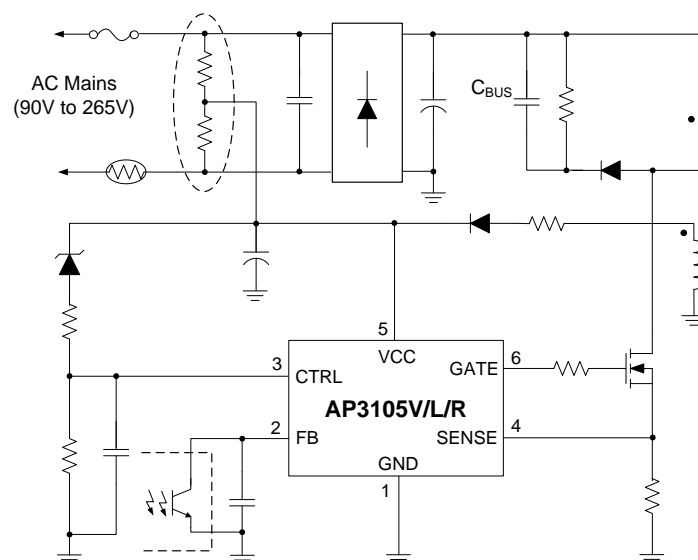 AC Mains
(90V to 265V)
CBUS
5
VCC
3
CTRL
GATE
6
AP3105V/L/R
2
FB
SENSE
4
GND
1